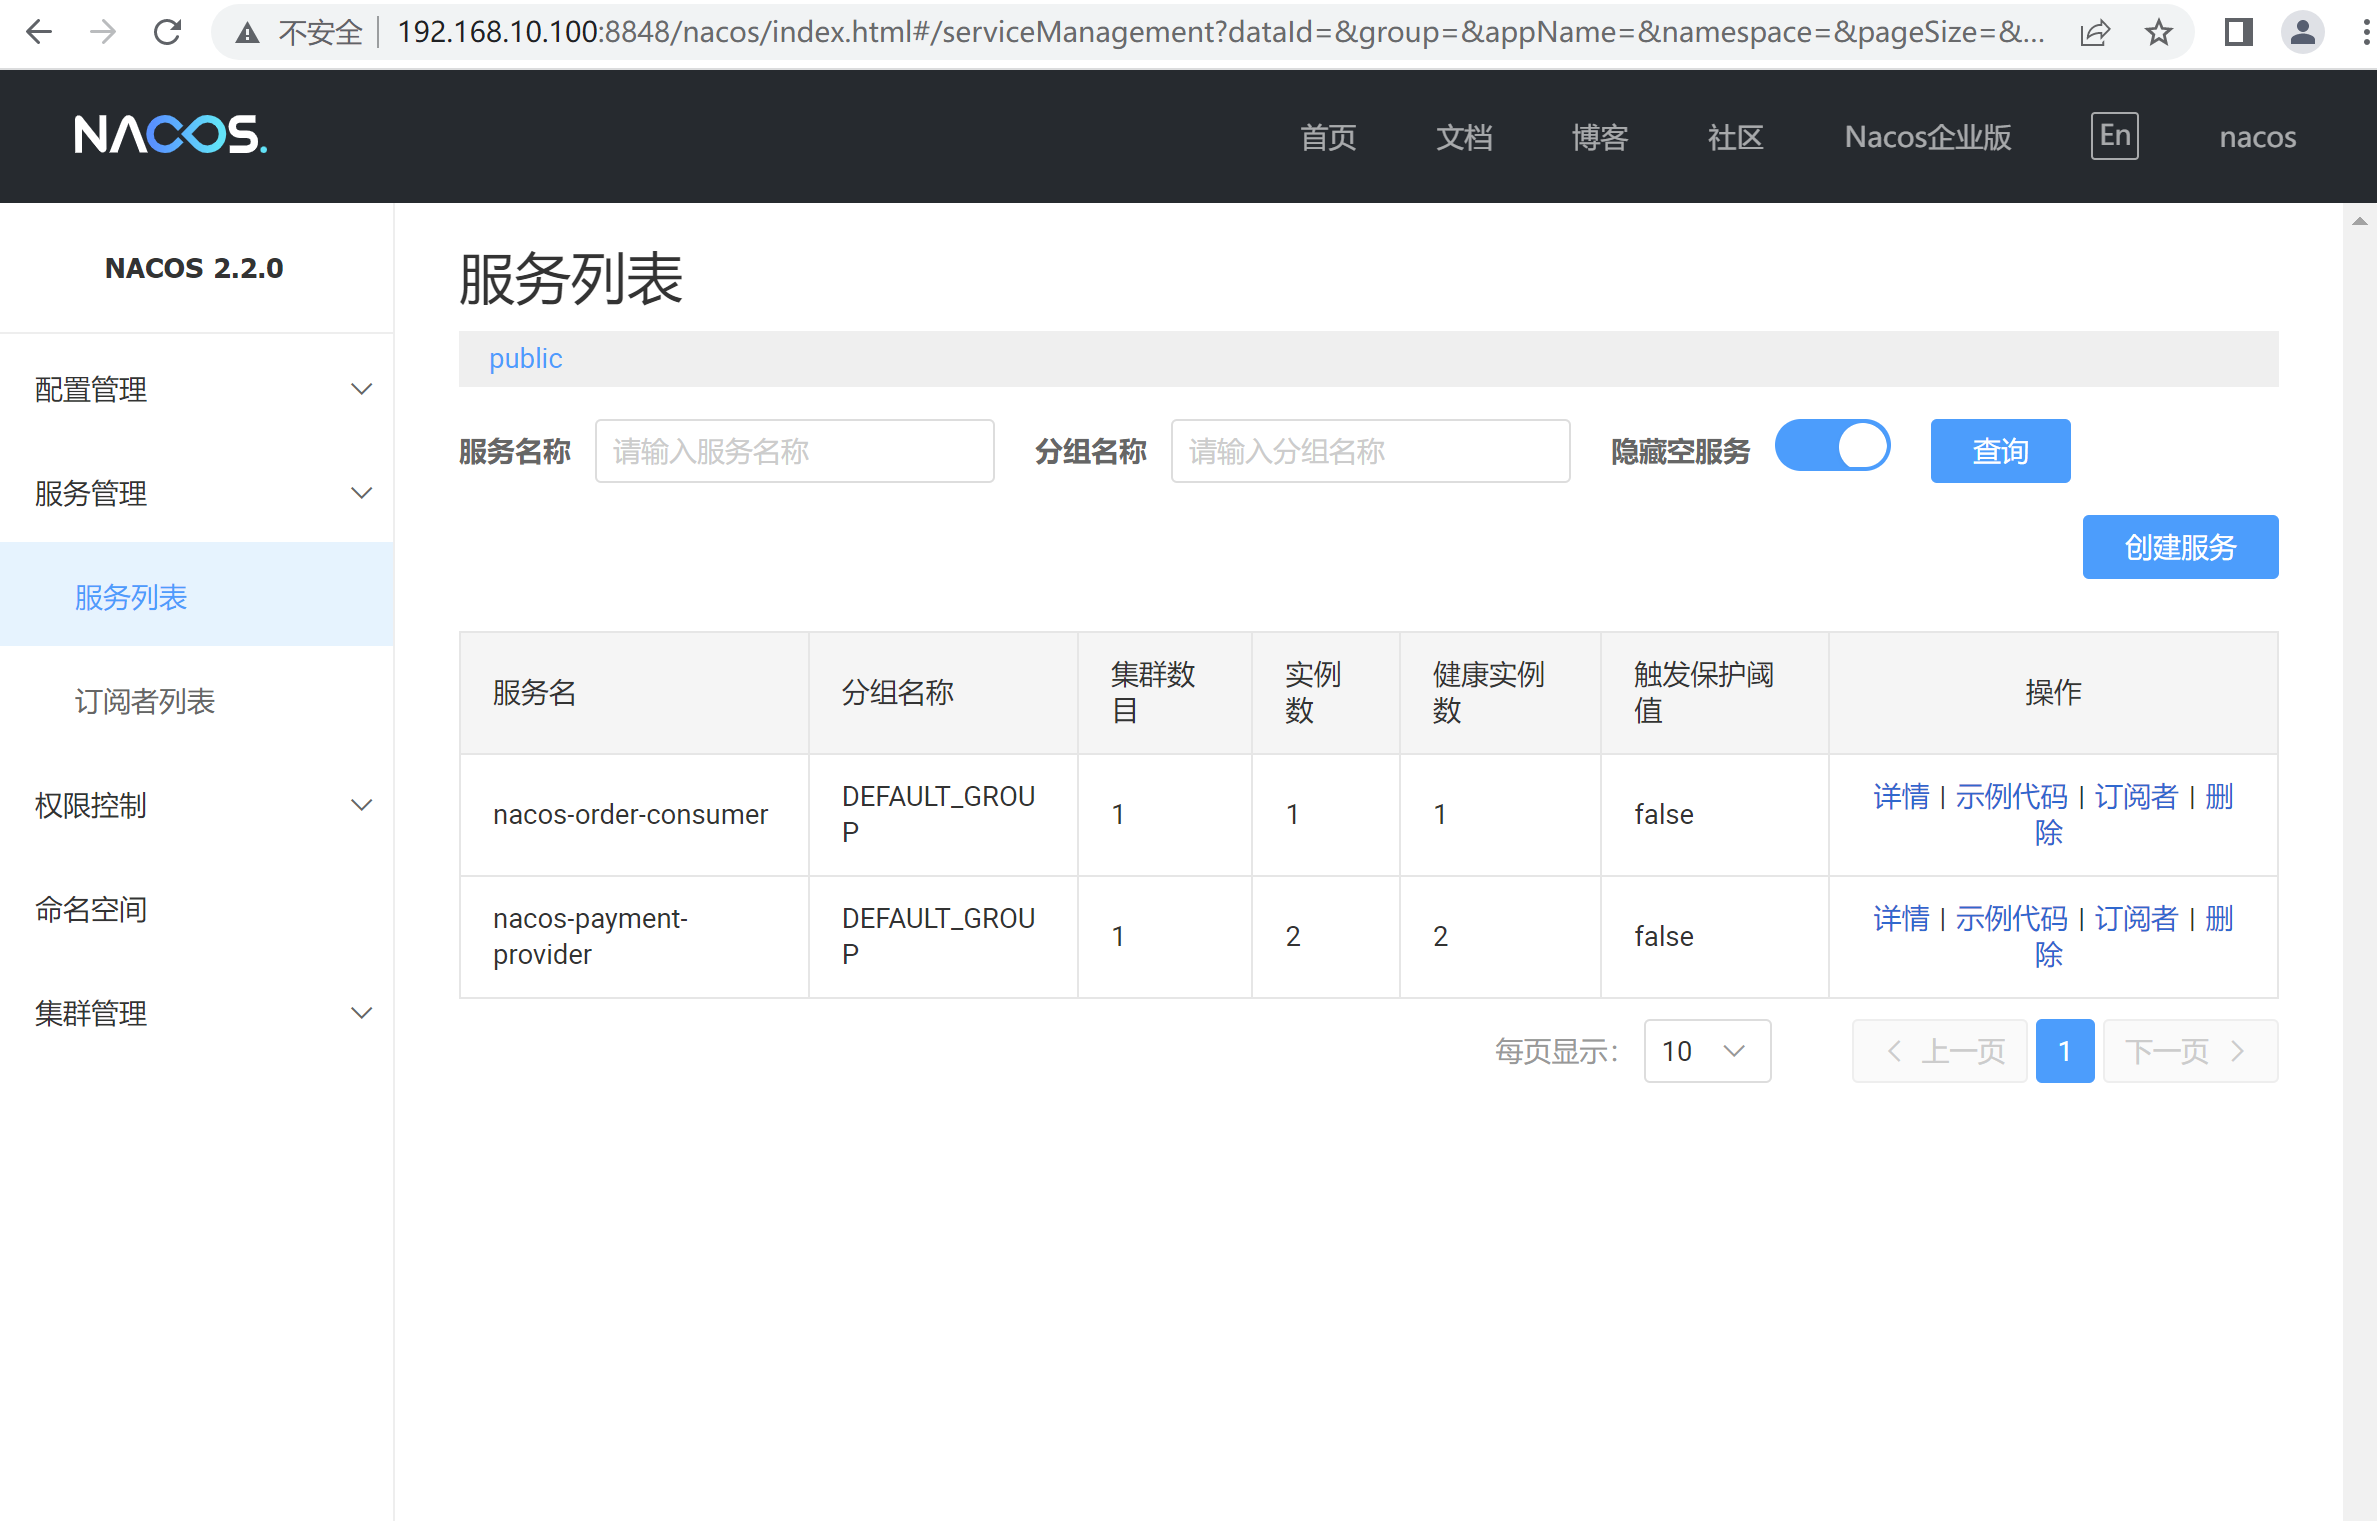 不安全 192.168.10.100:8848/nacos/index.html#/serviceManagement?dataId=&group=&appName=&namespace=&pageSize=&...
NACOS.
首页 文档 博客 社区 Nacos企业版 En nacos
NACOS 2.2.0
配置管理
服务管理
服务列表
订阅者列表
权限控制
命名空间
集群管理
服务列表
public
服务名称 请输入服务名称 分组名称 请输入分组名称 隐藏空服务 查询
创建服务
服务名 分组名称 集群数目 实例数 健康实例数 触发保护阈值 操作
nacos-order-consumer DEFAULT_GROUP 1 1 1 false 详情 | 示例代码 | 订阅者 | 删除
nacos-payment-provider DEFAULT_GROUP 1 2 2 false 详情 | 示例代码 | 订阅者 | 删除
每页显示: 10 上一页 1 下一页